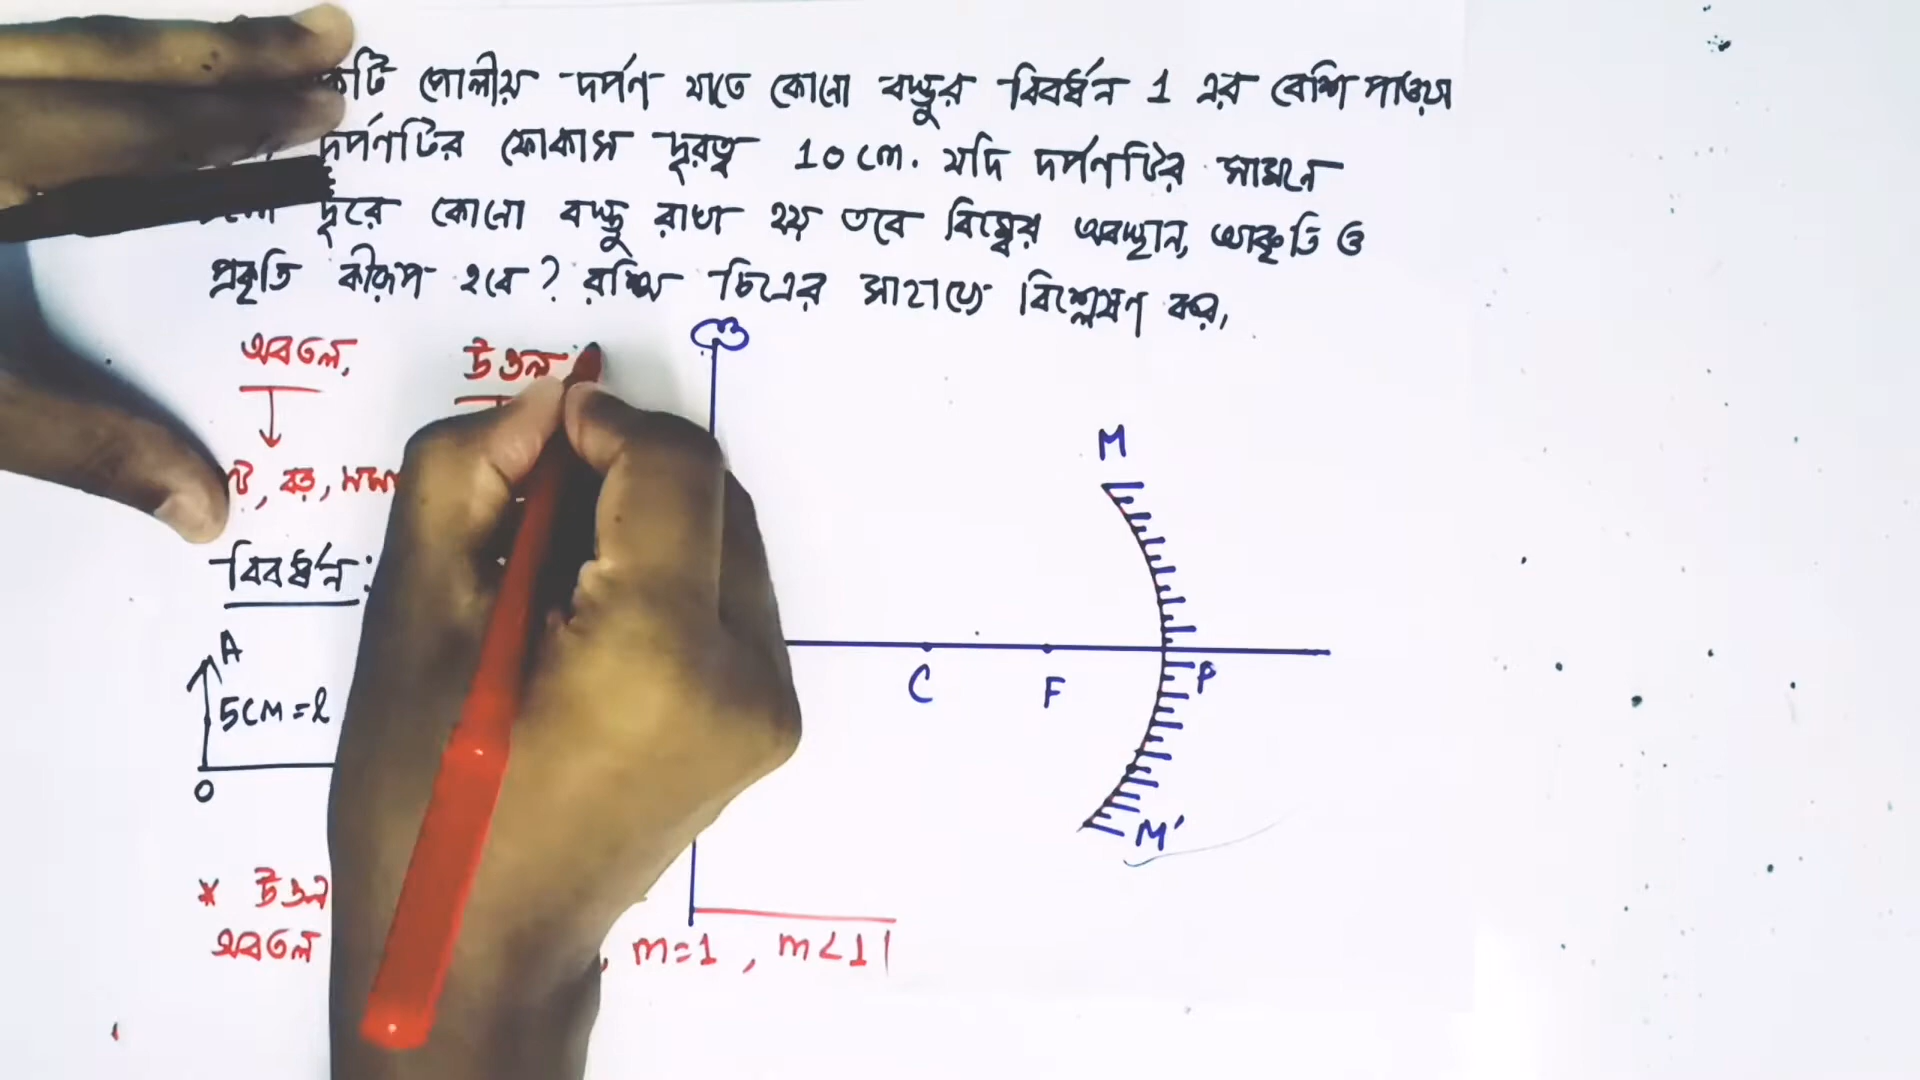 গোলীয় দর্পণ যাতে কোনো বস্তুর বিবর্ধন 1 এর বেশি পাওয়া
দর্পণটির ফোকাস দূরত্ব 10 cm. যদি দর্পণটির সামনে
দূরে কোনো বস্তু রাখা হয় তবে বিম্বের অবস্থান, আকৃতি ও
প্রকৃতি কীরূপ হবে? রশ্মি চিত্রের সাহায্যে বিশ্লেষণ কর,
অবতল, উত্তল
, বড়,
বিবর্ধন:
A
5cm = l
O
* উত্তল
অবতল , m=1, m<1|
ও
M
C F P
M'